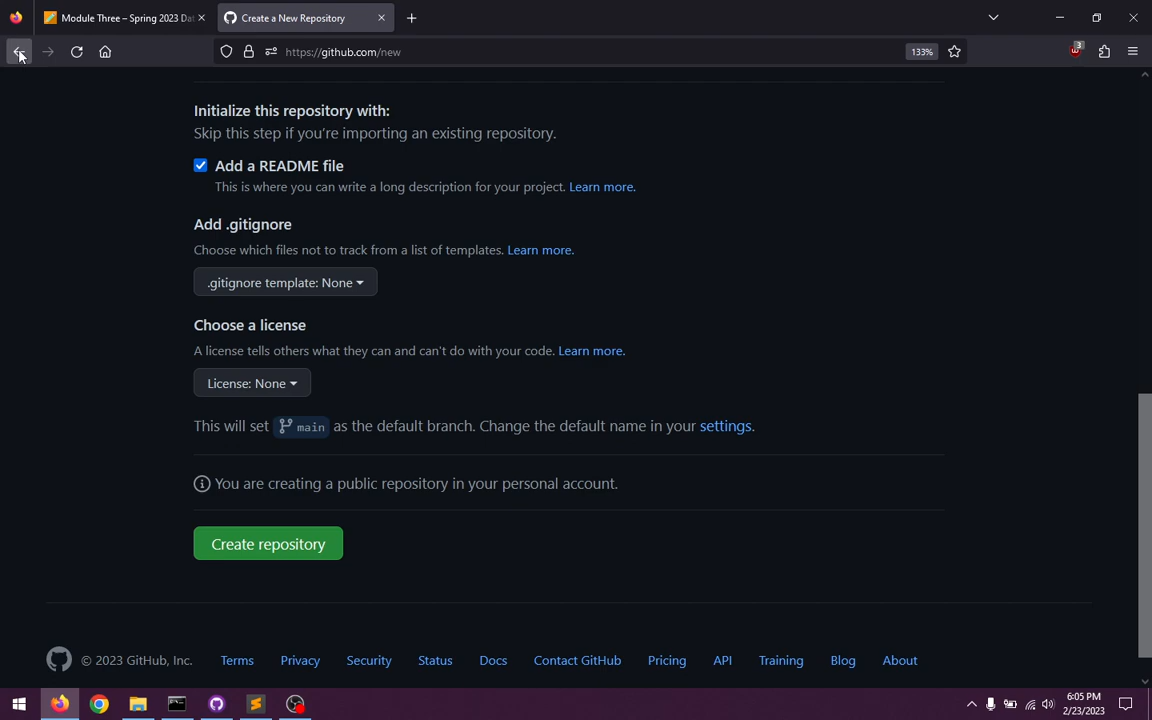 Module Three – Spring 2023 Dat
Create a New Repository
https://github.com/new
133%
3
Initialize this repository with:
Skip this step if you're importing an existing repository.
Add a README file
This is where you can write a long description for your project. Learn more.
Add .gitignore
Choose which files not to track from a list of templates. Learn more.
.gitignore template: None
Choose a license
A license tells others what they can and can't do with your code. Learn more.
License: None
This will set main as the default branch. Change the default name in your settings.
You are creating a public repository in your personal account.
Create repository
© 2023 GitHub, Inc. Terms Privacy Security Status Docs Contact GitHub Pricing API Training Blog About
6:05 PM
2/23/2023